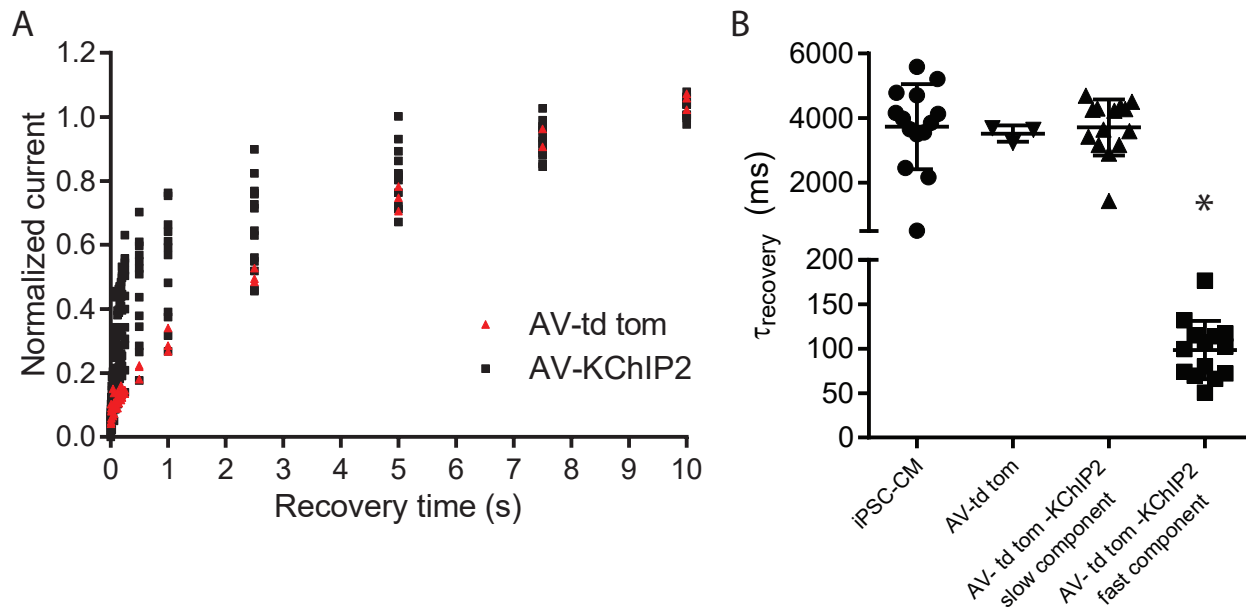 A
1.2
1.0
0.8
0.6
0.4
0.2
0.0
Normalized current
0 1 2 3 4 5 6 7 8 9 10
Recovery time (s)
AV-td tom
AV-KChIP2
B
6000
4000
2000
200
150
100
50
0
τrecovery (ms)
*
iPSC-CM
AV-td tom
AV- td tom -KChIP2
slow component
AV- td tom -KChIP2
fast component